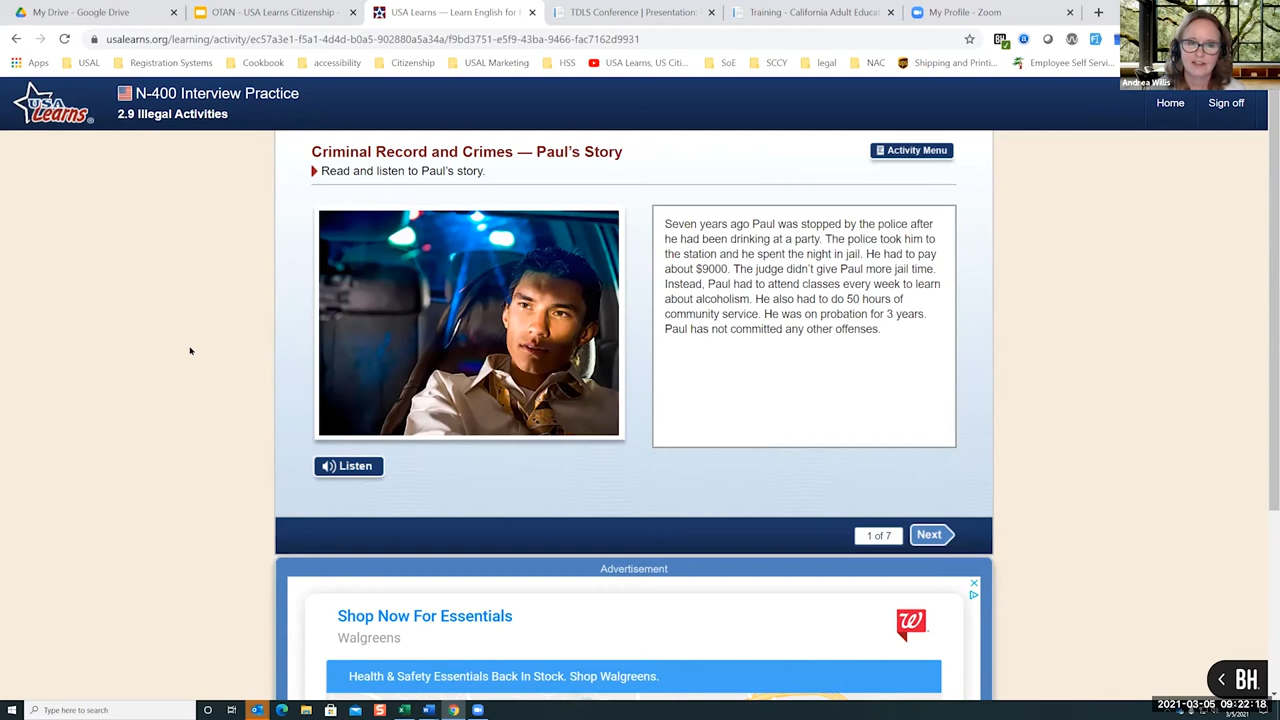 My Drive - Google Drive
OTAN - USA Learns Citizenship -
USA Learns — Learn English for
TDLS Conference | Presentation
Training - California Adult Educ
My Profile - Zoom
usalearns.org/learning/activity/ec57a3e1-f5a1-4d4d-b0a5-902880a5a34a/f9bd3751-e5f9-43ba-9466-fac7162d9931
Apps
USAL
Registration Systems
Cookbook
accessibility
Citizenship
USAL Marketing
HSS
USA Learns, US Citi...
SoE
SCCY
legal
NAC
Shipping and Printi...
Employee Self Servi...
Andrea Willis
USA Learns
N-400 Interview Practice
2.9 Illegal Activities
Home
Sign off
Criminal Record and Crimes — Paul's Story
Activity Menu
Read and listen to Paul's story.
Seven years ago Paul was stopped by the police after
he had been drinking at a party. The police took him to
the station and he spent the night in jail. He had to pay
about $9000. The judge didn't give Paul more jail time.
Instead, Paul had to attend classes every week to learn
about alcoholism. He also had to do 50 hours of
community service. He was on probation for 3 years.
Paul has not committed any other offenses.
Listen
1 of 7
Next
Advertisement
Shop Now For Essentials
Walgreens
Health & Safety Essentials Back In Stock. Shop Walgreens.
BH
Type here to search
2021-03-05 09:22:18
3/5/2021